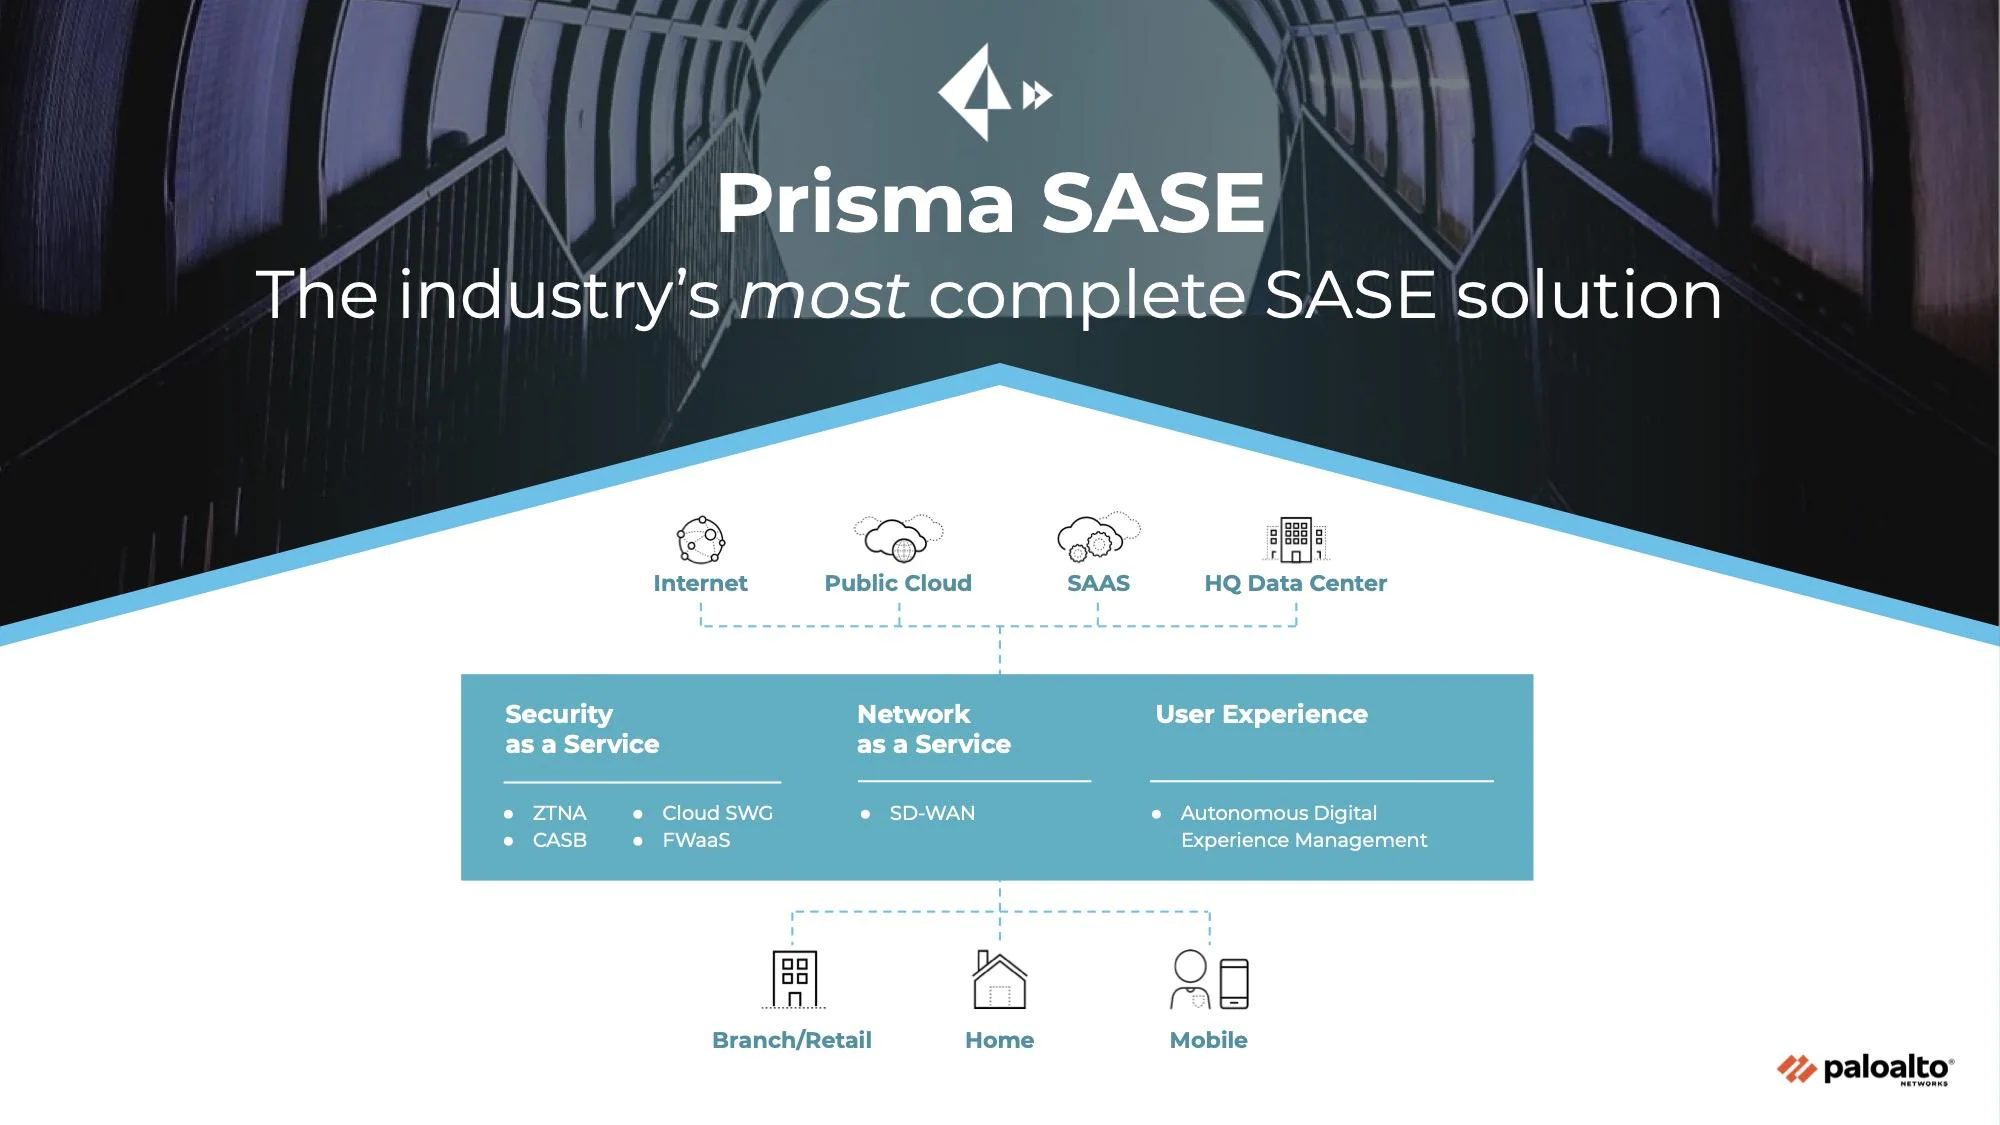 Prisma SASE
The industry's most complete SASE solution
Internet
Public Cloud
SAAS
HQ Data Center
Security
as a Service
ZTNA
CASB
Cloud SWG
FWaaS
Network
as a Service
SD-WAN
User Experience
Autonomous Digital
Experience Management
Branch/Retail
Home
Mobile
paloalto®
NETWORKS